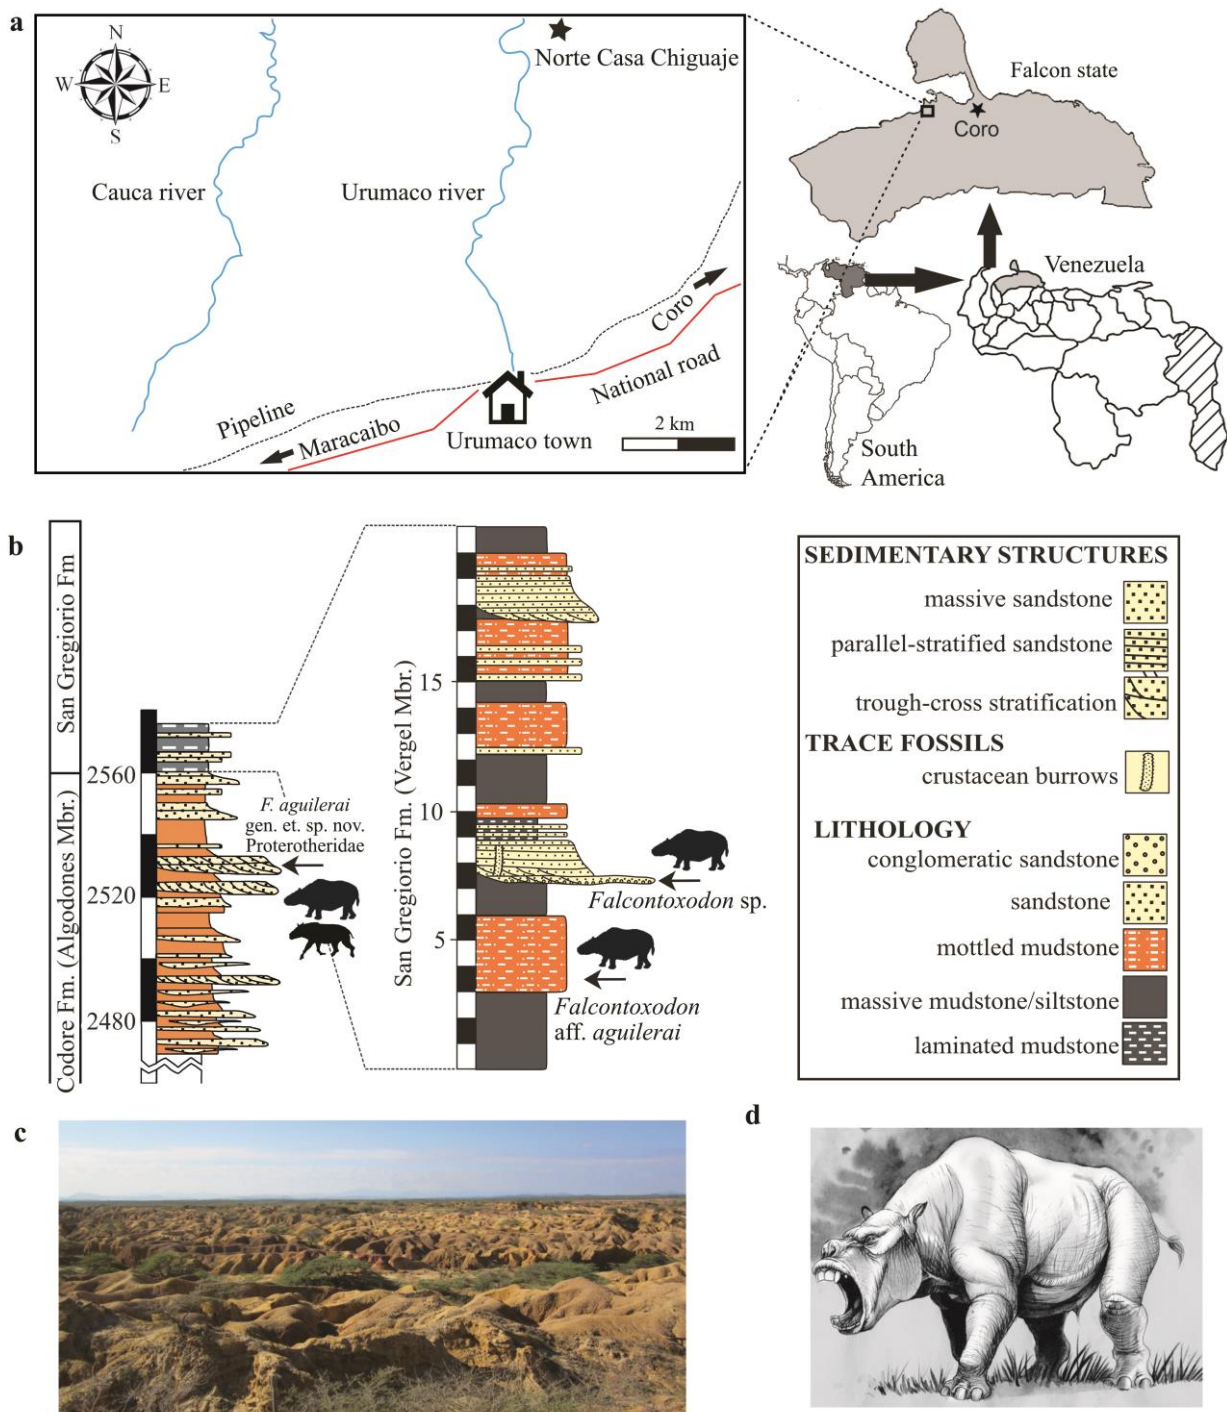 a
N
W
E
S
Norte Casa Chiguaje
Cauca river
Urumaco river
Coro
National road
Pipeline
Maracaibo
Urumaco town
2 km
Falcon state
Coro
Venezuela
South
America
b
San Gregiorio Fm
Codore Fm. (Algodones Mbr.)
2560
2520
2480
F. aguilerai
gen. et. sp. nov.
Proterotheridae
San Gregiorio Fm. (Vergel Mbr.)
15
10
5
Falcontoxodon sp.
Falcontoxodon
aff. aguilerai
SEDIMENTARY STRUCTURES
massive sandstone
parallel-stratified sandstone
trough-cross stratification
TRACE FOSSILS
crustacean burrows
LITHOLOGY
conglomeratic sandstone
sandstone
mottled mudstone
massive mudstone/siltstone
laminated mudstone
c
d